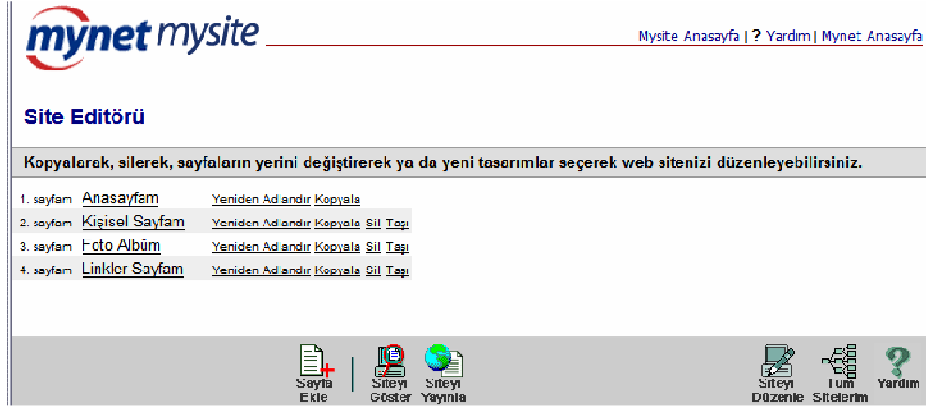 mynet mysite
Mysite Anasayfa | ? Yardım | Mynet Anasayfa
Site Editörü
Kopyalarak, silerek, sayfaların yerini değiştirerek ya da yeni tasarımlar seçerek web sitenizi düzenleyebilirsiniz.
1. sayfam Anasayfam Yeniden Adlandır Kopyala
2. sayfam Kişisel Sayfam Yeniden Adlandır Kopyala Sil Taşı
3. sayfam Foto Albüm Yeniden Adlandır Kopyala Sil Taşı
4. sayfam Linkler Sayfam Yeniden Adlandır Kopyala Sil Taşı
Sayfa Ekle
Siteyi Göster
Siteyi Yayınla
Siteyi Düzenle
Tüm Sitelerim
Yardım